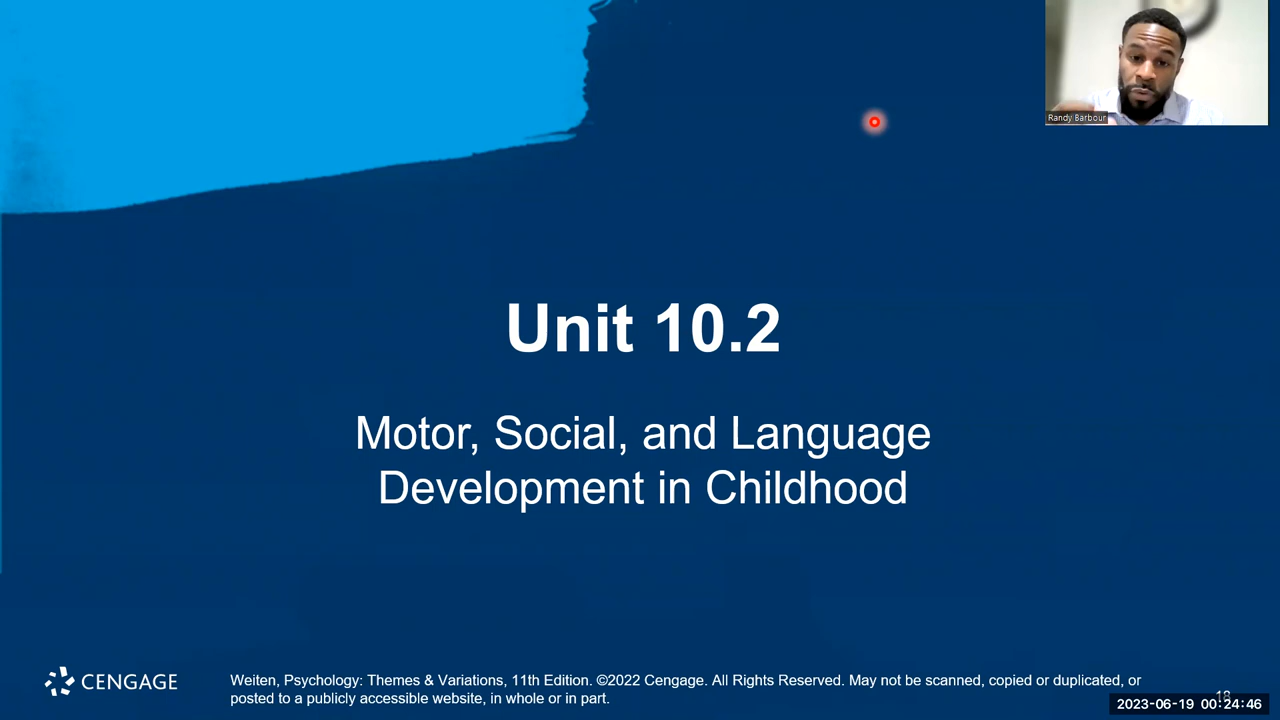 Randy Barbour
Unit 10.2
Motor, Social, and Language
Development in Childhood
CENGAGE
Weiten, Psychology: Themes & Variations, 11th Edition. ©2022 Cengage. All Rights Reserved. May not be scanned, copied or duplicated, or
posted to a publicly accessible website, in whole or in part.
18
2023-06-19 00:24:46